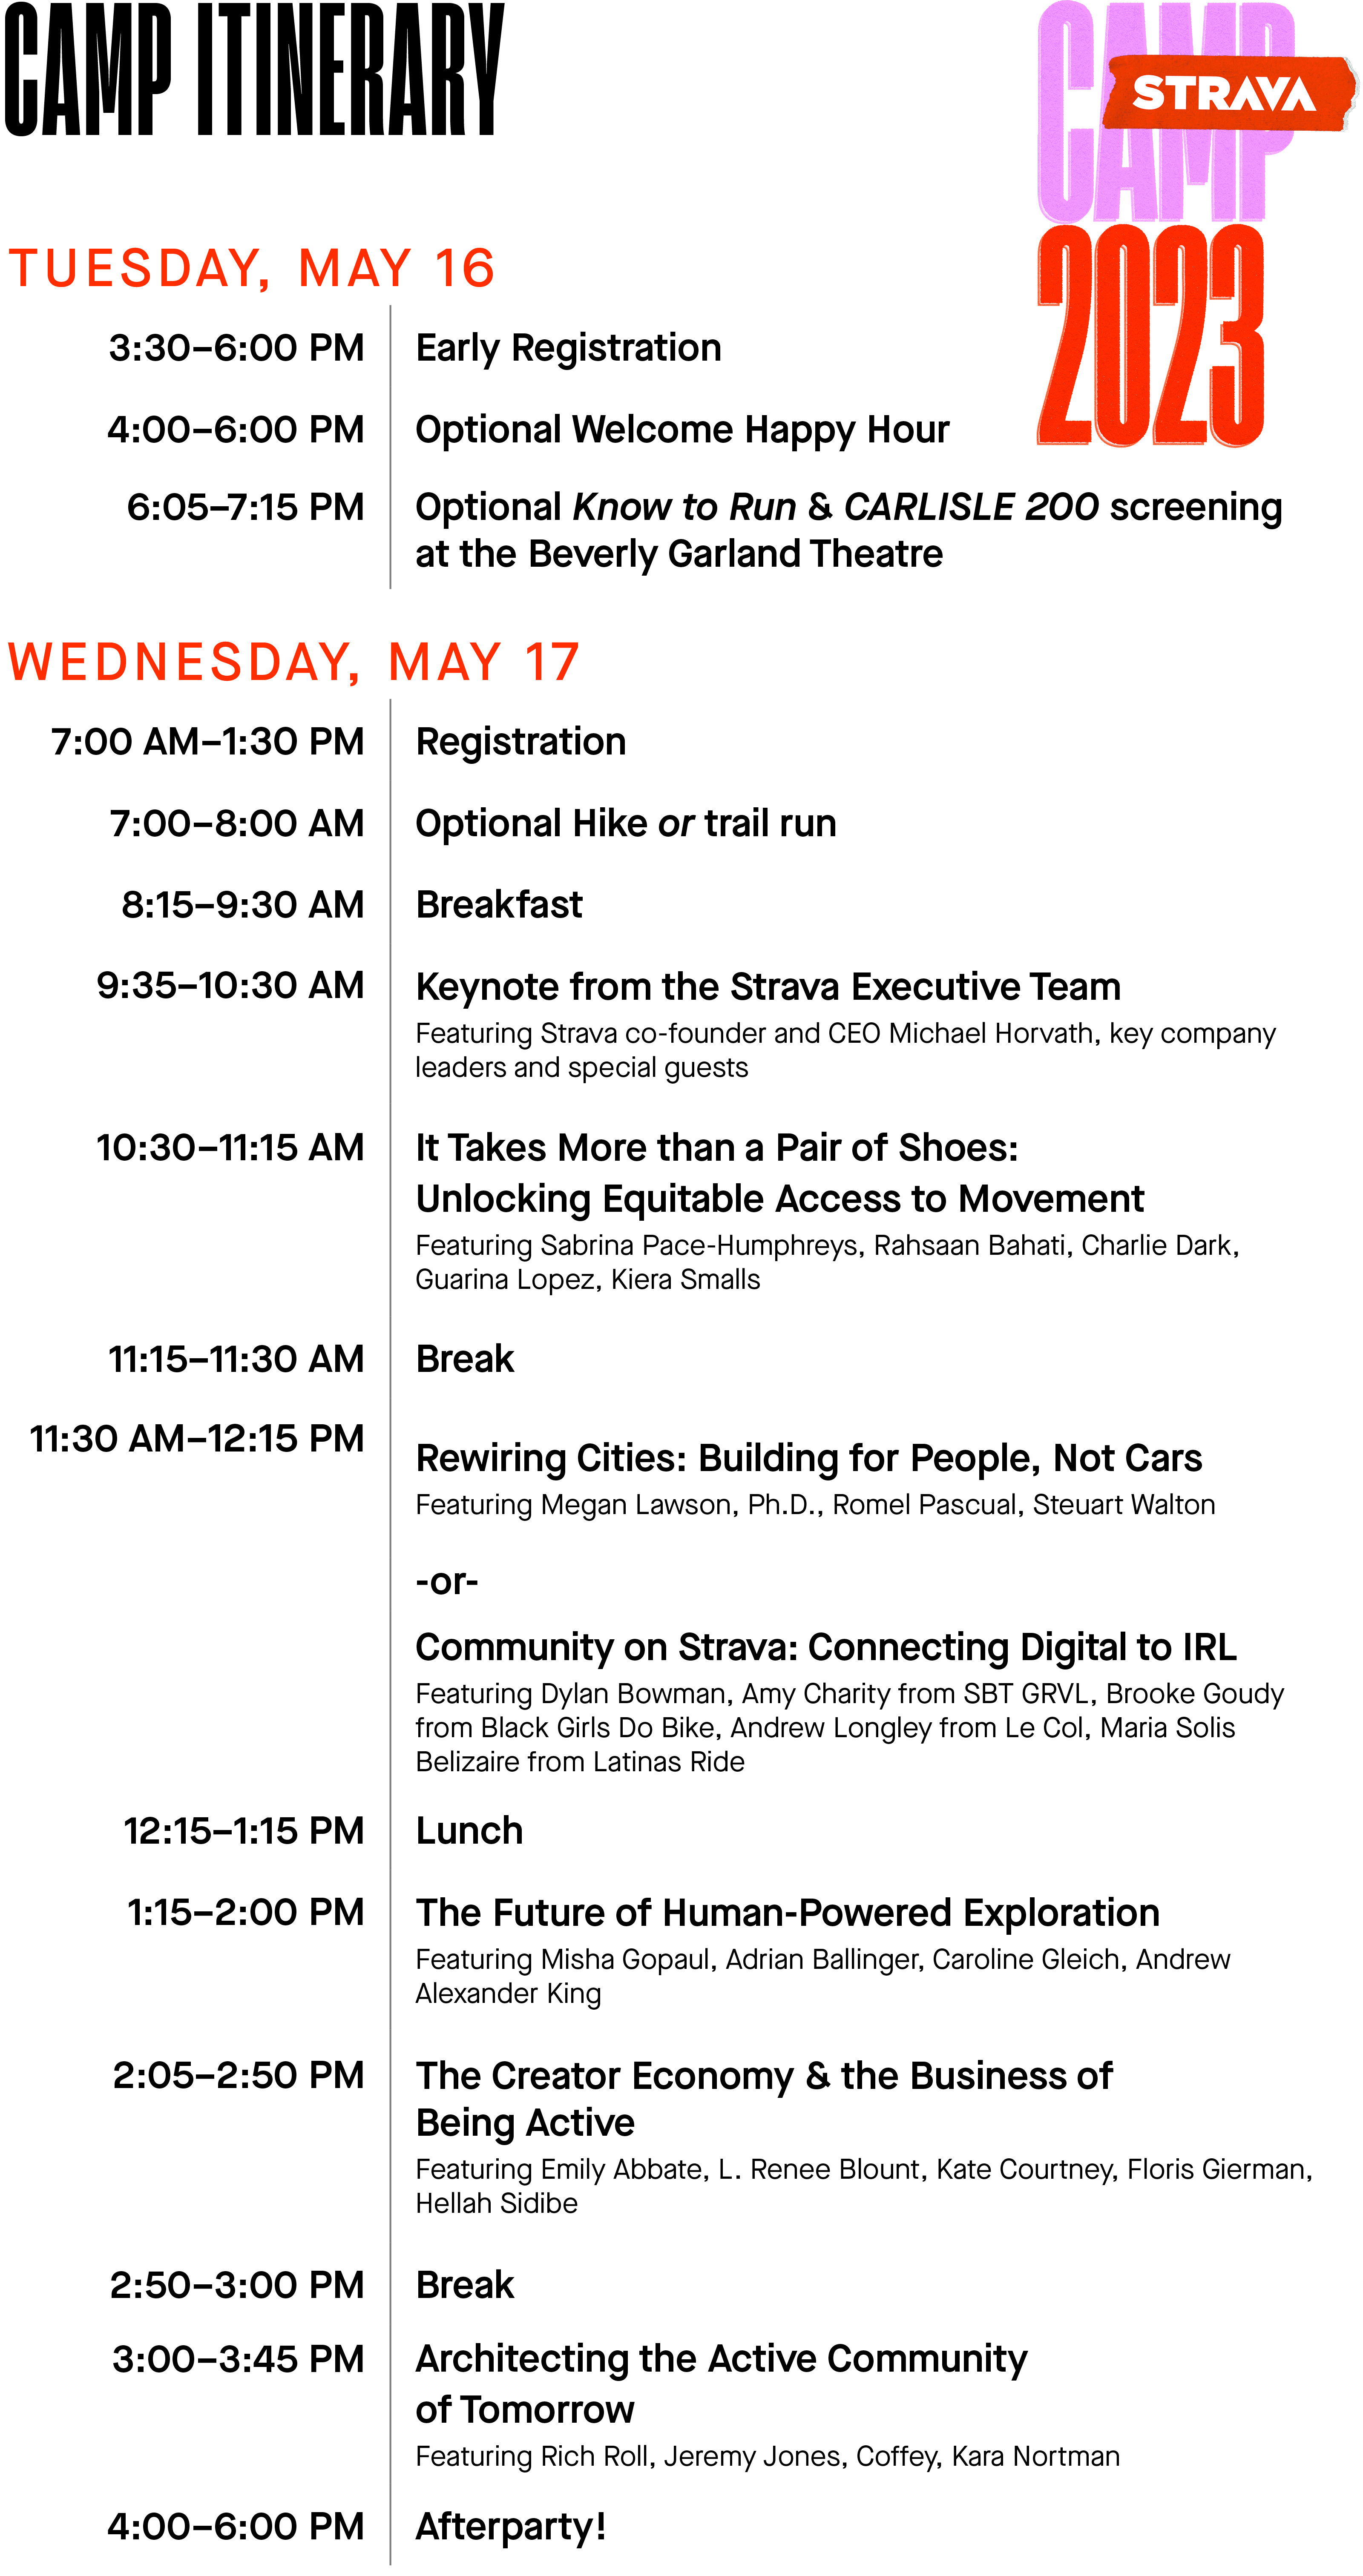 CAMP ITINERARY
CAMP
STRAVA
2023
TUESDAY, MAY 16
3:30–6:00 PM Early Registration
4:00–6:00 PM Optional Welcome Happy Hour
6:05–7:15 PM Optional Know to Run & CARLISLE 200 screening
at the Beverly Garland Theatre
WEDNESDAY, MAY 17
7:00 AM–1:30 PM Registration
7:00–8:00 AM Optional Hike or trail run
8:15–9:30 AM Breakfast
9:35–10:30 AM Keynote from the Strava Executive Team
Featuring Strava co-founder and CEO Michael Horvath, key company
leaders and special guests
10:30–11:15 AM It Takes More than a Pair of Shoes:
Unlocking Equitable Access to Movement
Featuring Sabrina Pace-Humphreys, Rahsaan Bahati, Charlie Dark,
Guarina Lopez, Kiera Smalls
11:15–11:30 AM Break
11:30 AM–12:15 PM
Rewiring Cities: Building for People, Not Cars
Featuring Megan Lawson, Ph.D., Romel Pascual, Steuart Walton
-or-
Community on Strava: Connecting Digital to IRL
Featuring Dylan Bowman, Amy Charity from SBT GRVL, Brooke Goudy
from Black Girls Do Bike, Andrew Longley from Le Col, Maria Solis
Belizaire from Latinas Ride
12:15–1:15 PM Lunch
1:15–2:00 PM The Future of Human-Powered Exploration
Featuring Misha Gopaul, Adrian Ballinger, Caroline Gleich, Andrew
Alexander King
2:05–2:50 PM The Creator Economy & the Business of
Being Active
Featuring Emily Abbate, L. Renee Blount, Kate Courtney, Floris Gierman,
Hellah Sidibe
2:50–3:00 PM Break
3:00–3:45 PM Architecting the Active Community
of Tomorrow
Featuring Rich Roll, Jeremy Jones, Coffey, Kara Nortman
4:00–6:00 PM Afterparty!